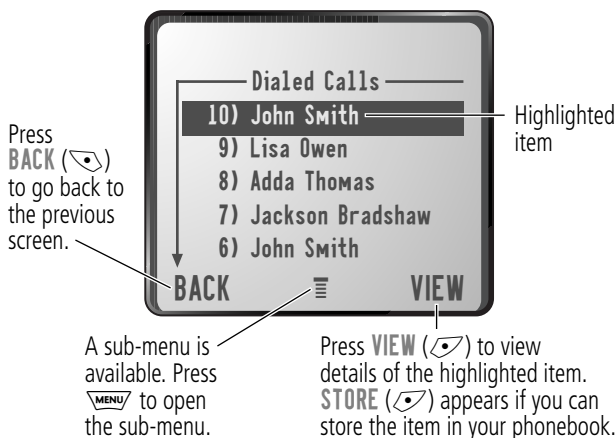 Dialed Calls
10) John Smith
9) Lisa Owen
8) Adda Thomas
7) Jackson Bradshaw
6) John Smith
BACK
VIEW
Highlighted
item
Press
BACK ( )
to go back to
the previous
screen.
A sub-menu is
available. Press
MENU to open
the sub-menu.
Press VIEW ( ) to view
details of the highlighted item.
STORE ( ) appears if you can
store the item in your phonebook.